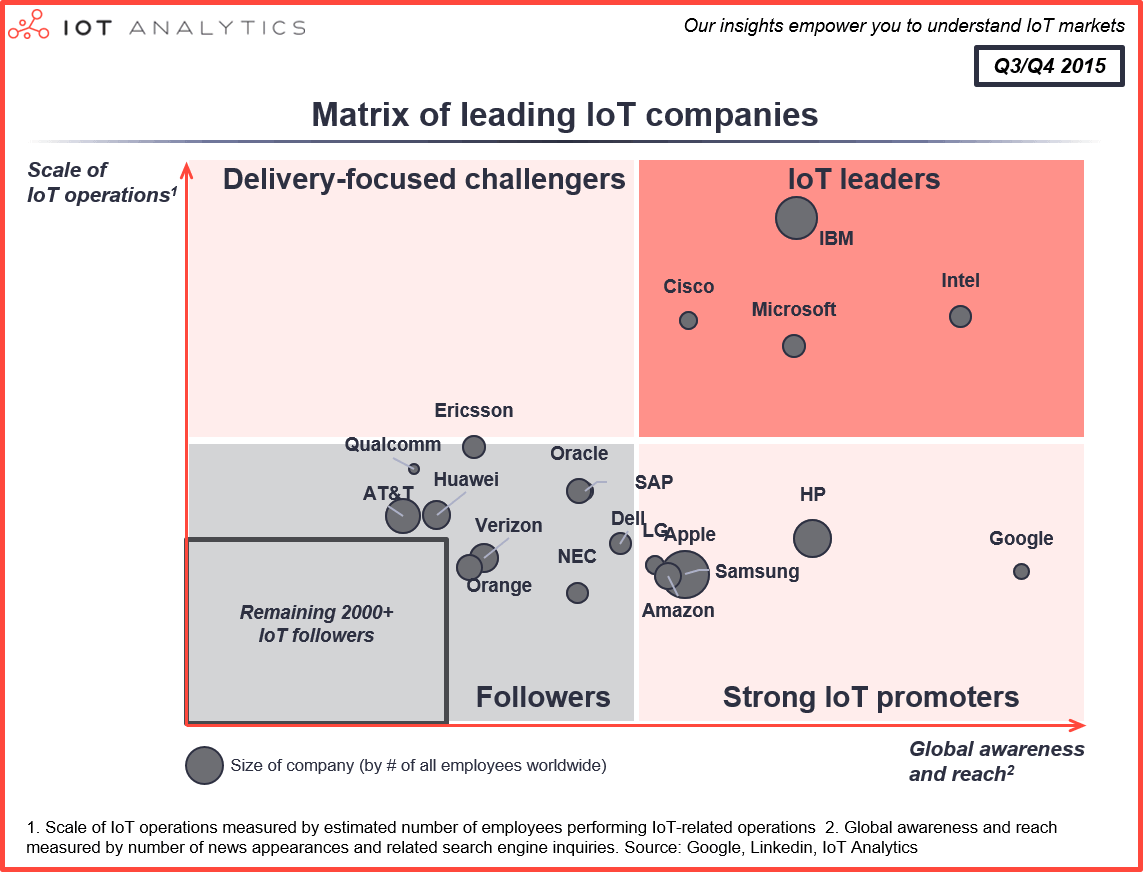 IOT ANALYTICS
Our insights empower you to understand IoT markets
Q3/Q4 2015
Matrix of leading IoT companies
Scale of
IoT operations1
Delivery-focused challengers
IoT leaders
IBM
Cisco
Intel
Microsoft
Ericsson
Qualcomm
Oracle
Huawei
SAP
AT&T
HP
Dell
Verizon
LG
Apple
Google
NEC
Samsung
Orange
Amazon
Remaining 2000+
IoT followers
Followers
Strong IoT promoters
Global awareness
and reach2
Size of company (by # of all employees worldwide)
1. Scale of IoT operations measured by estimated number of employees performing IoT-related operations 2. Global awareness and reach
measured by number of news appearances and related search engine inquiries. Source: Google, Linkedin, IoT Analytics